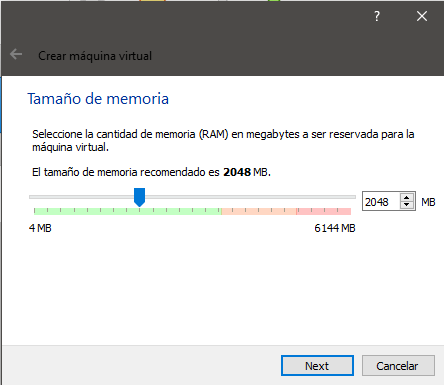 ?
Crear máquina virtual
Tamaño de memoria
Seleccione la cantidad de memoria (RAM) en megabytes a ser reservada para la
máquina virtual.
El tamaño de memoria recomendado es 2048 MB.
2048 MB
4 MB 6144 MB
Next Cancelar